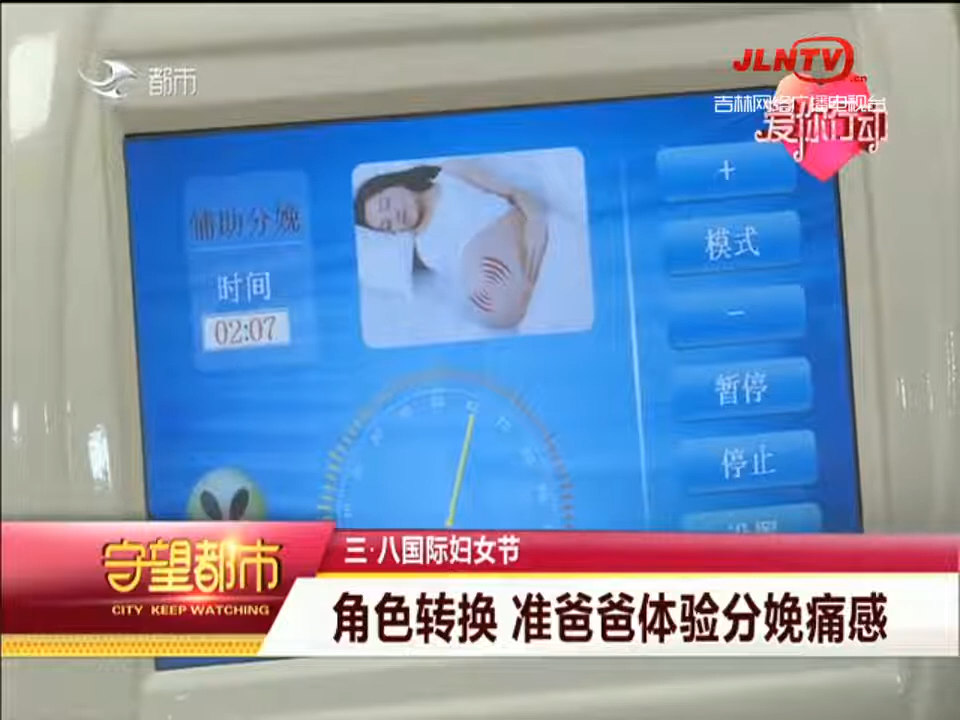 都市
JLNTV
.cn
吉林网络广播电视台
爱你行动
辅助分娩
时间
02:07
+
模式
−
暂停
停止
三·八国际妇女节
守望都市
CITY KEEP WATCHING
角色转换 准爸爸体验分娩痛感